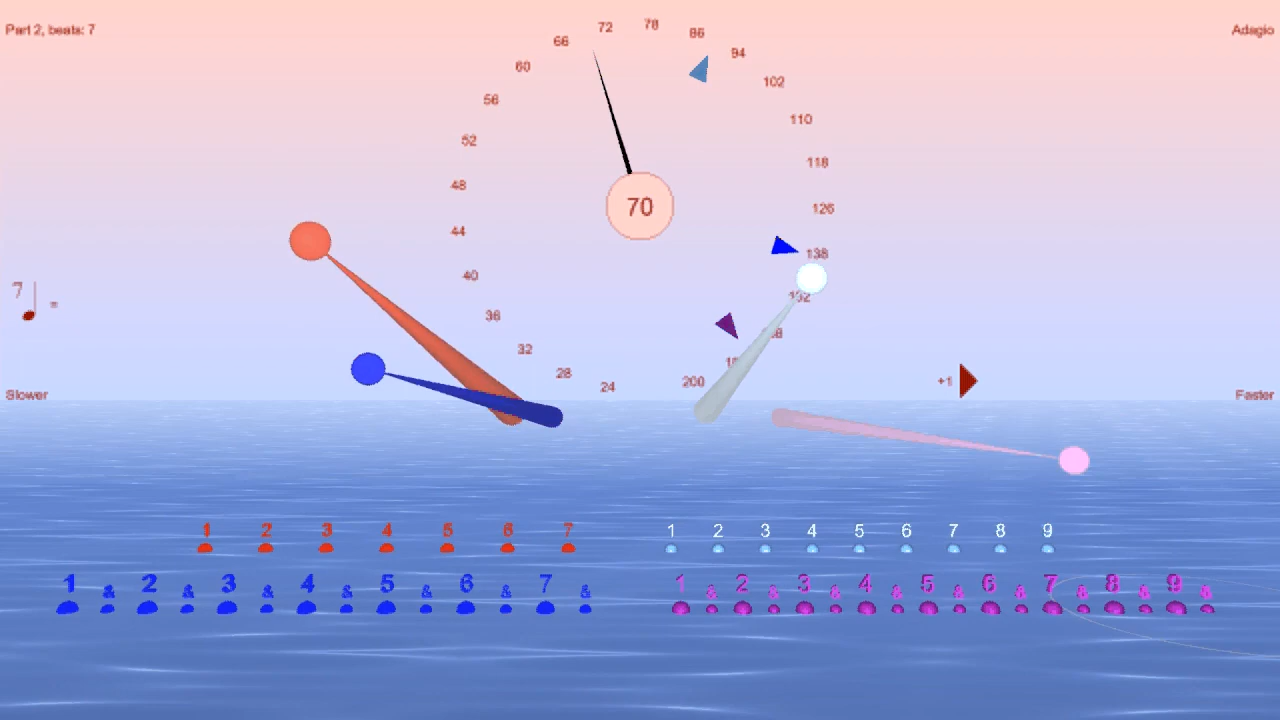 Part 2, beats: 7
Adagio
72 78
66 86
60 94
56 102
52 110
48 118
44 126
40 138
36 132
32
28 24 200
70
7 =
+1
Slower
Faster
1 2 3 4 5 6 7
1 2 3 4 5 6 7 8 9
1 & 2 & 3 & 4 & 5 & 6 & 7 &
1 & 2 & 3 & 4 & 5 & 6 & 7 & 8 & 9 &